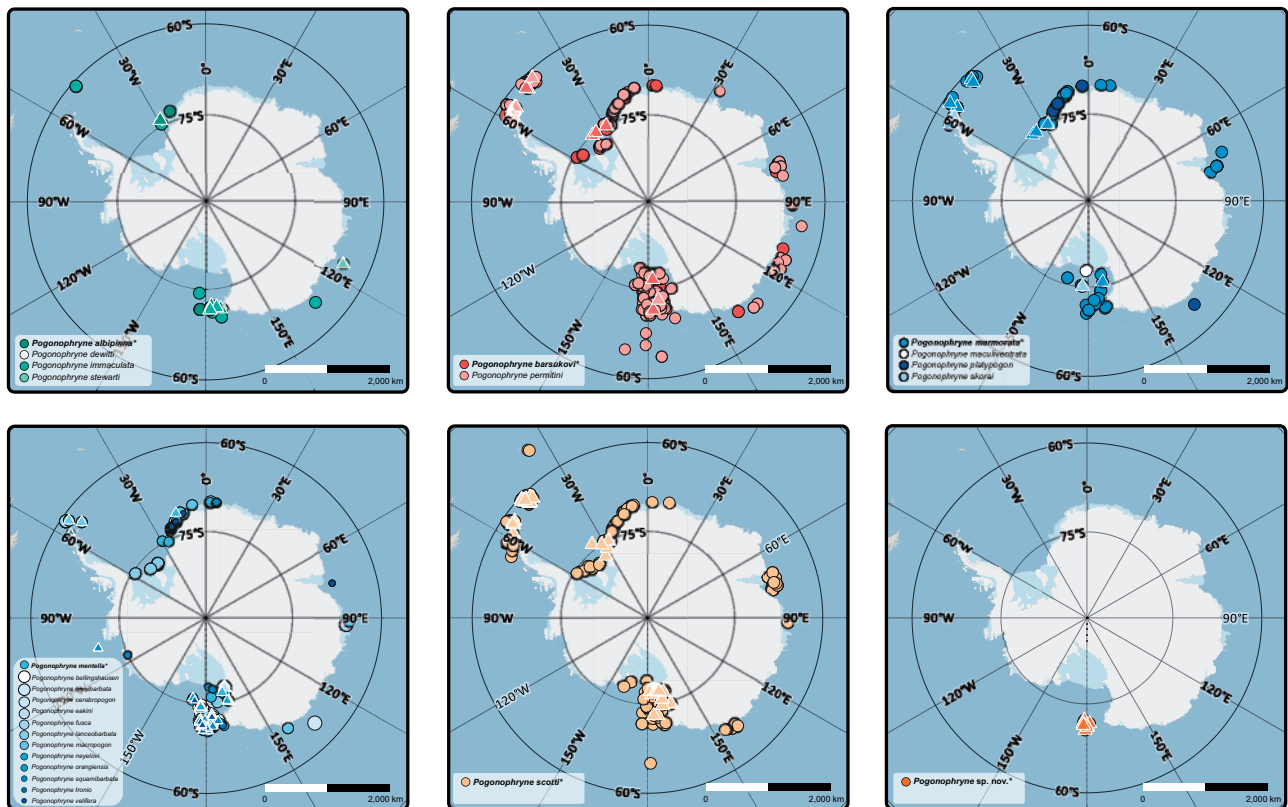 60°S
30°W
0°
30°E
60°W
60°E
75°S
90°W
90°E
120°W
120°E
150°E
60°S
Pogonophryne albipinna*
Pogonophryne dewitti
Pogonophryne immaculata
Pogonophryne stewarti
0
2,000 km
60°S
30°W
0°
30°E
60°W
60°E
75°S
90°W
90°E
120°W
120°E
150°W
150°E
60°S
Pogonophryne barsukovi*
Pogonophryne permitini
0
2,000 km
60°S
30°W
0°
30°E
60°W
60°E
75°S
90°W
90°E
120°W
120°E
150°E
60°S
Pogonophryne marmorata*
Pogonophryne maculiventrata
Pogonophryne platypogon
Pogonophryne skorai
0
2,000 km
60°S
30°W
0°
30°E
60°W
60°E
75°S
90°W
90°E
120°E
150°W
150°E
60°S
Pogonophryne mentella*
Pogonophryne bellingshausen
Pogonophryne
Pogonophryne cerebropogon
Pogonophryne eakini
Pogonophryne fusca
Pogonophryne lanceobarbata
Pogonophryne macropogon
Pogonophryne neyelovi
Pogonophryne orangiensis
Pogonophryne squamibarbata
Pogonophryne tronio
Pogonophryne velifera
0
2,000 km
60°S
30°W
0°
30°E
60°W
60°E
75°S
90°W
90°E
120°W
120°E
150°W
150°E
60°S
Pogonophryne scotti*
0
2,000 km
60°S
30°W
0°
30°E
60°W
60°E
75°S
90°W
90°E
120°W
120°E
150°W
150°E
60°S
Pogonophryne sp. nov.*
0
2,000 km